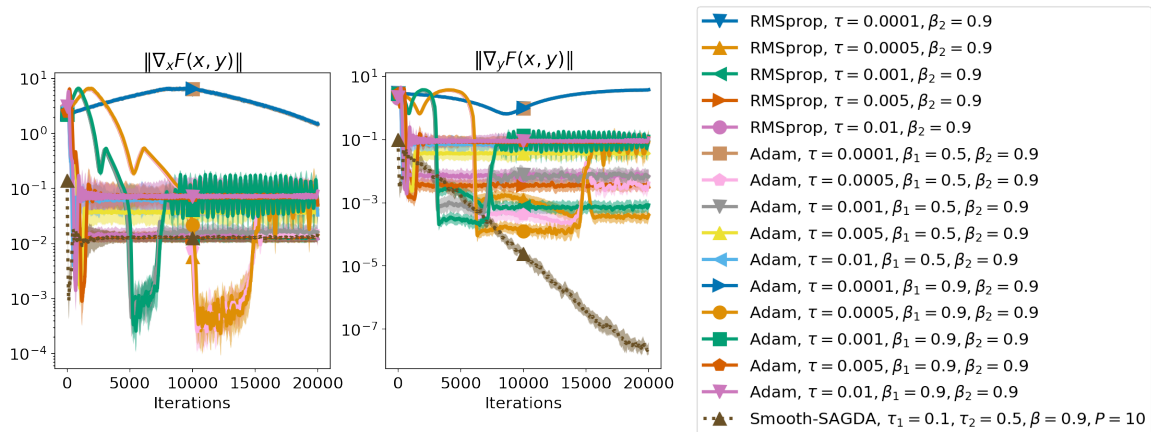 ‖∇ₓF(x, y)‖
10¹
10⁰
10⁻¹
10⁻²
10⁻³
10⁻⁴
0 5000 10000 15000 20000
Iterations
‖∇ᵧF(x, y)‖
10¹
10⁻¹
10⁻³
10⁻⁵
10⁻⁷
0 5000 10000 15000 20000
Iterations
RMSprop, τ = 0.0001, β₂ = 0.9
RMSprop, τ = 0.0005, β₂ = 0.9
RMSprop, τ = 0.001, β₂ = 0.9
RMSprop, τ = 0.005, β₂ = 0.9
RMSprop, τ = 0.01, β₂ = 0.9
Adam, τ = 0.0001, β₁ = 0.5, β₂ = 0.9
Adam, τ = 0.0005, β₁ = 0.5, β₂ = 0.9
Adam, τ = 0.001, β₁ = 0.5, β₂ = 0.9
Adam, τ = 0.005, β₁ = 0.5, β₂ = 0.9
Adam, τ = 0.01, β₁ = 0.5, β₂ = 0.9
Adam, τ = 0.0001, β₁ = 0.9, β₂ = 0.9
Adam, τ = 0.0005, β₁ = 0.9, β₂ = 0.9
Adam, τ = 0.001, β₁ = 0.9, β₂ = 0.9
Adam, τ = 0.005, β₁ = 0.9, β₂ = 0.9
Adam, τ = 0.01, β₁ = 0.9, β₂ = 0.9
Smooth-SAGDA, τ₁ = 0.1, τ₂ = 0.5, β = 0.9, P = 10